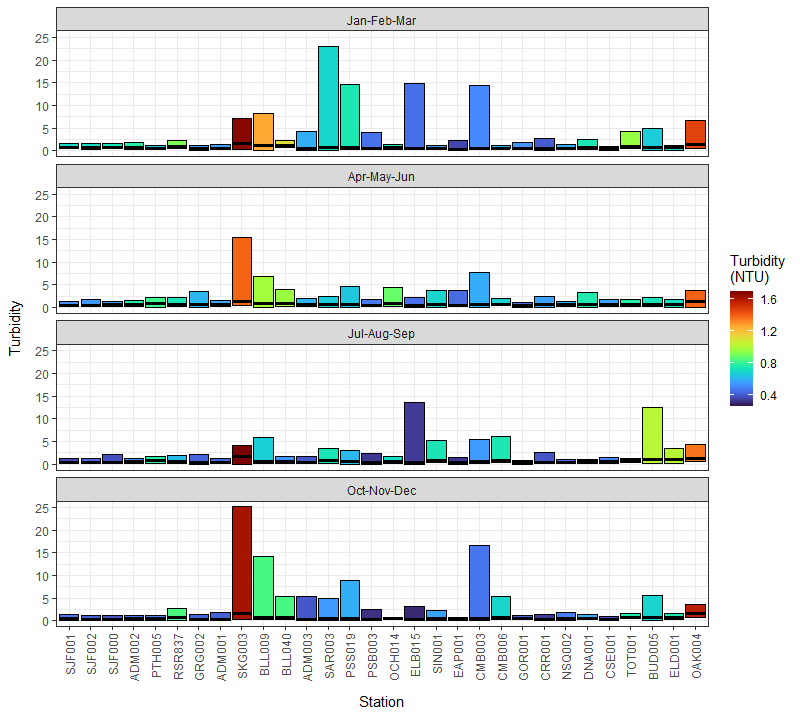 Jan-Feb-Mar
25
20
15
10
5
0
Apr-May-Jun
25
20
15
10
5
0
Jul-Aug-Sep
25
20
15
10
5
0
Oct-Nov-Dec
25
20
15
10
5
0
Turbidity
SJF001
SJF002
SJF000
ADM002
PTH005
RSR837
GRG002
ADM001
SKG003
BLL009
BLL040
ADM003
SAR003
PSS019
PSB003
OCH014
ELB015
SIN001
EAP001
CMB003
CMB006
GOR001
CRR001
NSQ002
DNA001
CSE001
TOT001
BUD005
ELD001
OAK004
Station
Turbidity
(NTU)
1.6
1.2
0.8
0.4